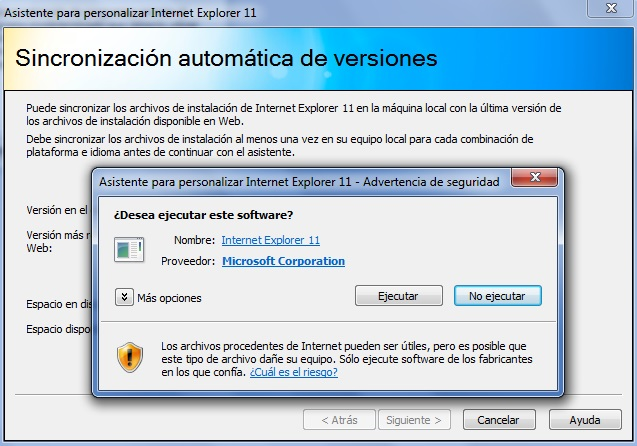 Asistente para personalizar Internet Explorer 11
Sincronización automática de versiones
Puede sincronizar los archivos de instalación de Internet Explorer 11 en la máquina local con la última versión de
los archivos de instalación disponible en Web.
Debe sincronizar los archivos de instalación al menos una vez en su equipo local para cada combinación de
plataforma e idioma antes de continuar con el asistente.
Asistente para personalizar Internet Explorer 11 - Advertencia de seguridad
¿Desea ejecutar este software?
Versión en el
Nombre: Internet Explorer 11
Versión más r
Web:
Proveedor: Microsoft Corporation
Espacio en dis
Más opciones
Ejecutar
No ejecutar
Espacio dispo
Los archivos procedentes de Internet pueden ser útiles, pero es posible que
este tipo de archivo dañe su equipo. Sólo ejecute software de los fabricantes
en los que confía. ¿Cuál es el riesgo?
< Atrás
Siguiente >
Cancelar
Ayuda